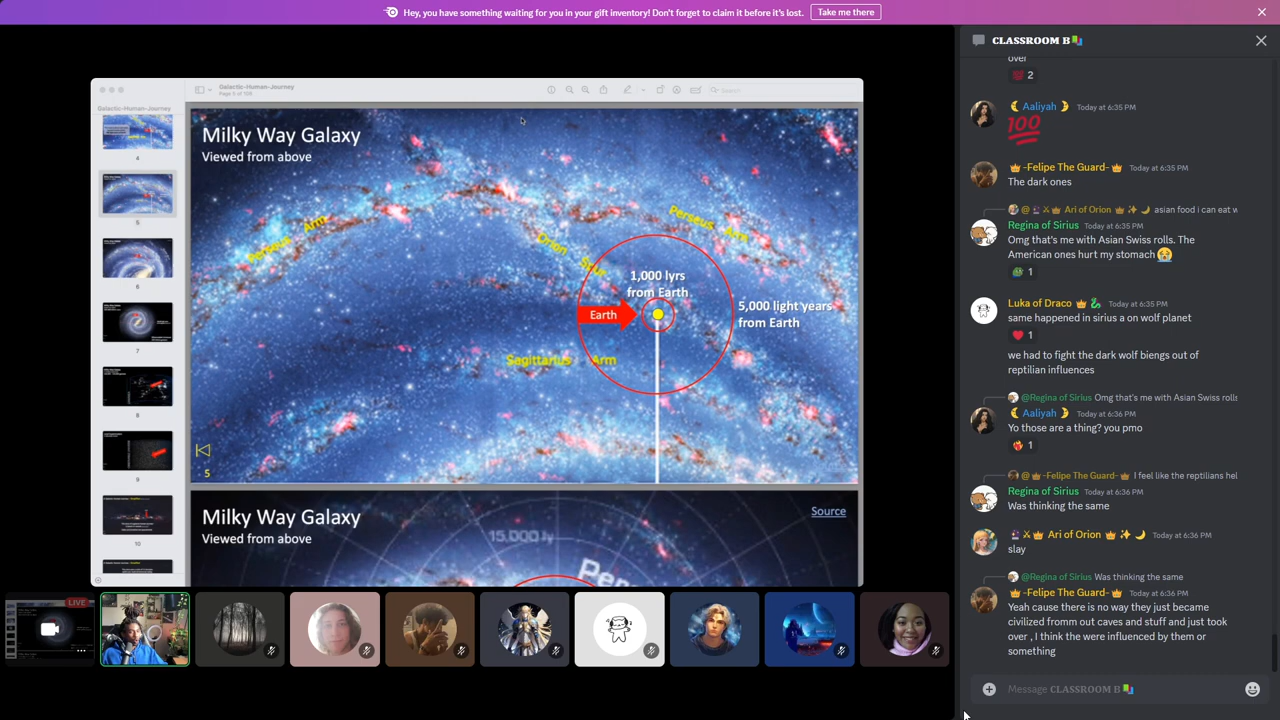 Hey, you have something waiting for you in your gift inventory! Don't forget to claim it before it's lost.
Take me there
Galactic-Human-Journey
Page 5 of 109
Search
Galactic-Human-Journey
4
5
6
7
8
9
10
Milky Way Galaxy
Viewed from above
Perseus Arm
Perseus Arm
Orion Spur
1,000 lyrs
from Earth
Earth
5,000 light years
from Earth
Sagittarius Arm
5
Milky Way Galaxy
Viewed from above
Source
15,000 ly
LIVE
CLASSROOM B
over
2
Aaliyah Today at 6:35 PM
100
-Felipe The Guard- Today at 6:35 PM
The dark ones
@ Ari of Orion asian food i can eat w
Regina of Sirius Today at 6:35 PM
Omg that's me with Asian Swiss rolls. The
American ones hurt my stomach
1
Luka of Draco Today at 6:35 PM
same happened in sirius a on wolf planet
1
we had to fight the dark wolf biengs out of
reptilian influences
@Regina of Sirius Omg that's me with Asian Swiss rolls
Aaliyah Today at 6:36 PM
Yo those are a thing? you pmo
1
@ -Felipe The Guard- I feel like the reptilians hel
Regina of Sirius Today at 6:36 PM
Was thinking the same
Ari of Orion Today at 6:36 PM
slay
@Regina of Sirius Was thinking the same
-Felipe The Guard- Today at 6:36 PM
Yeah cause there is no way they just became
civilized fromm out caves and stuff and just took
over , I think the were influenced by them or
something
Message CLASSROOM B